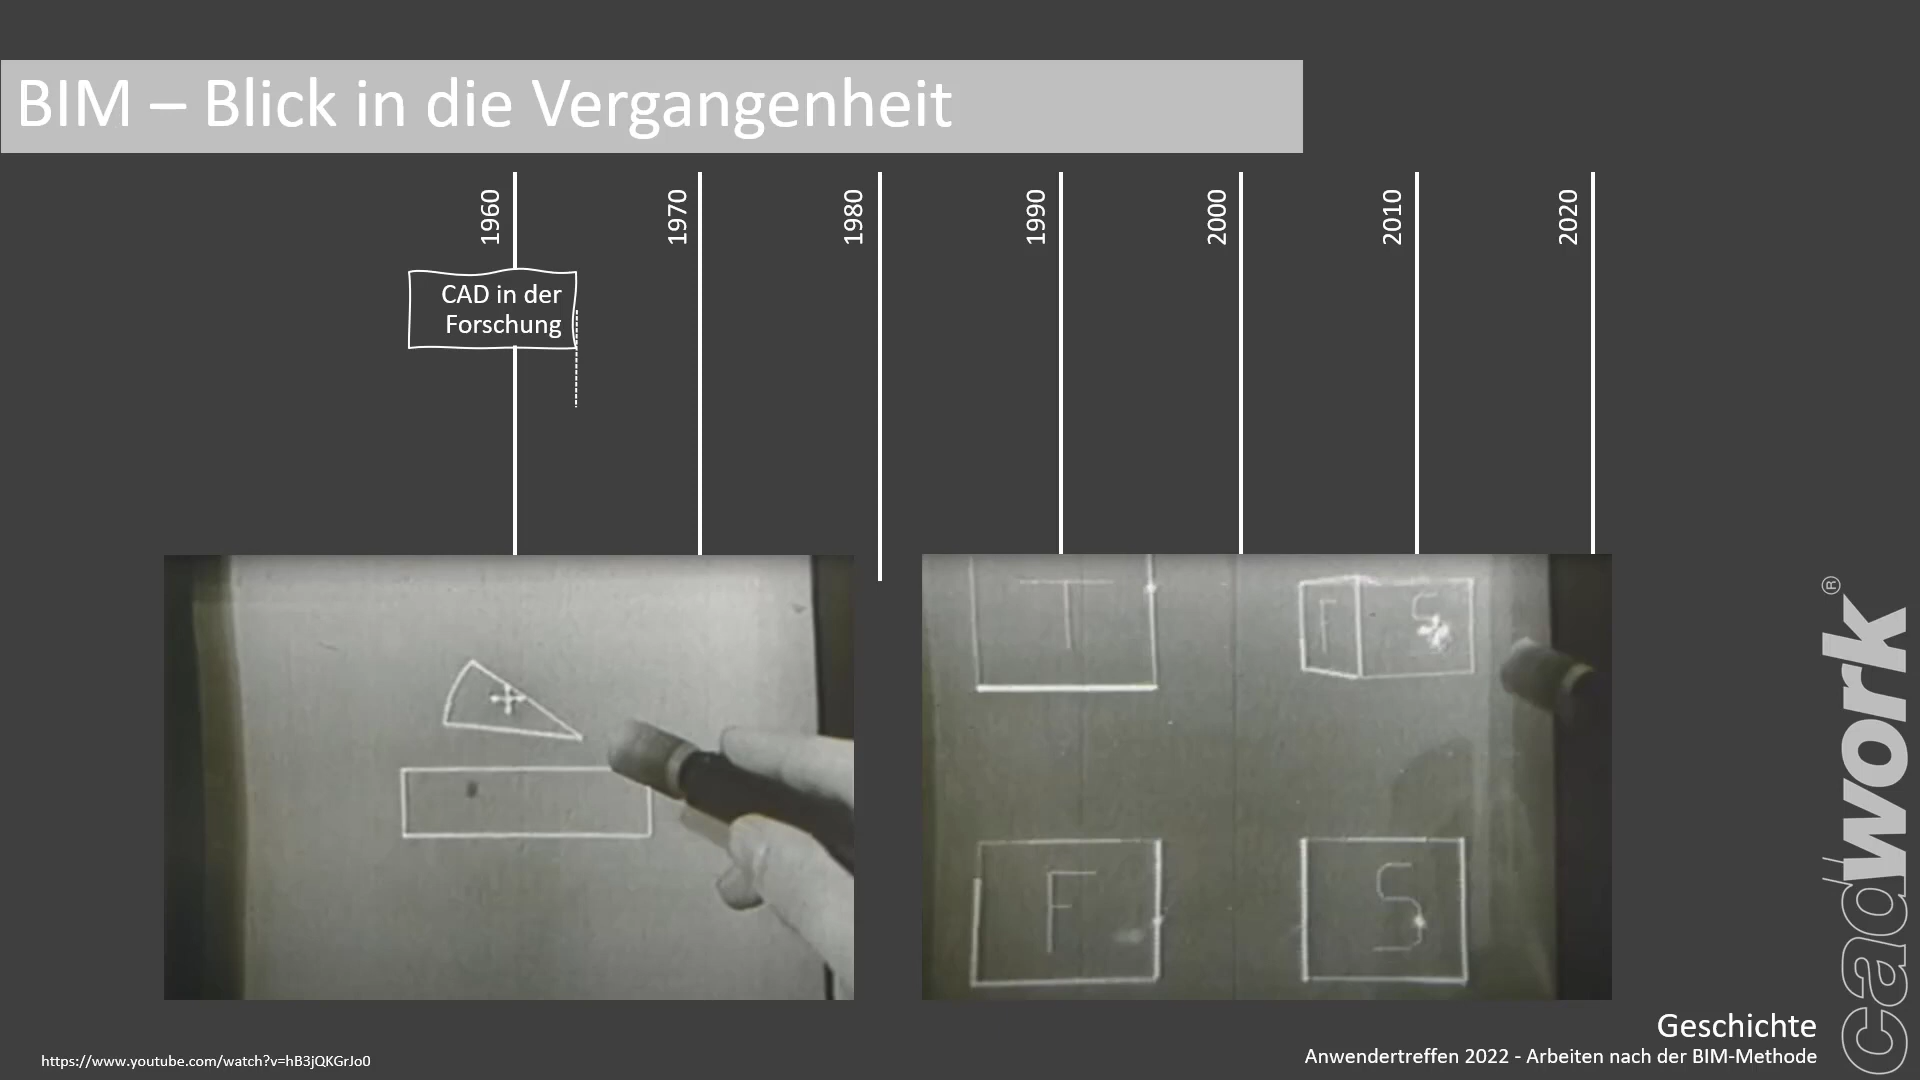 BIM – Blick in die Vergangenheit
1960
1970
1980
1990
2000
2010
2020
CAD in der
Forschung
T
F
S
F
S
cadwork®
Geschichte
Anwendertreffen 2022 - Arbeiten nach der BIM-Methode
https://www.youtube.com/watch?v=hB3jQKGrJo0